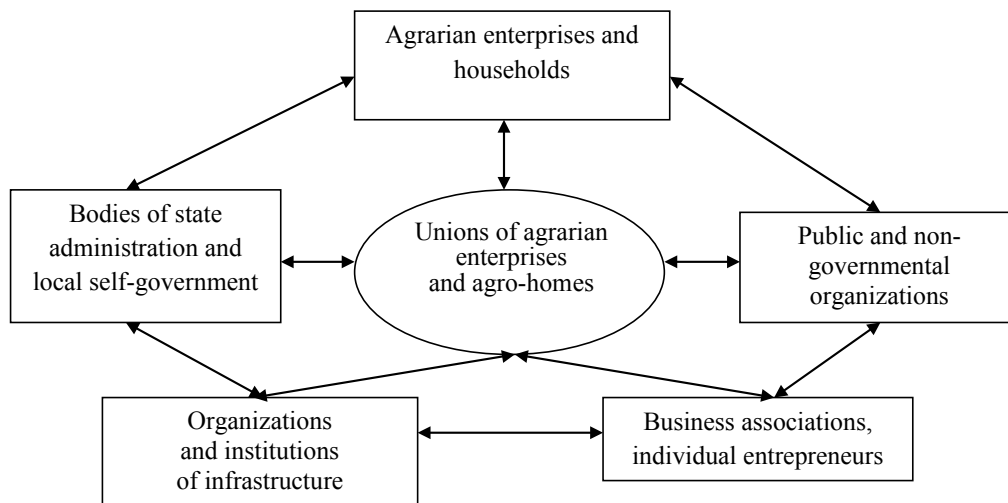 Agrarian enterprises and
households
Bodies of state
administration and
local self-government
Unions of agrarian
enterprises
and agro-homes
Public and non-
governmental
organizations
Organizations
and institutions
of infrastructure
Business associations,
individual entrepreneurs